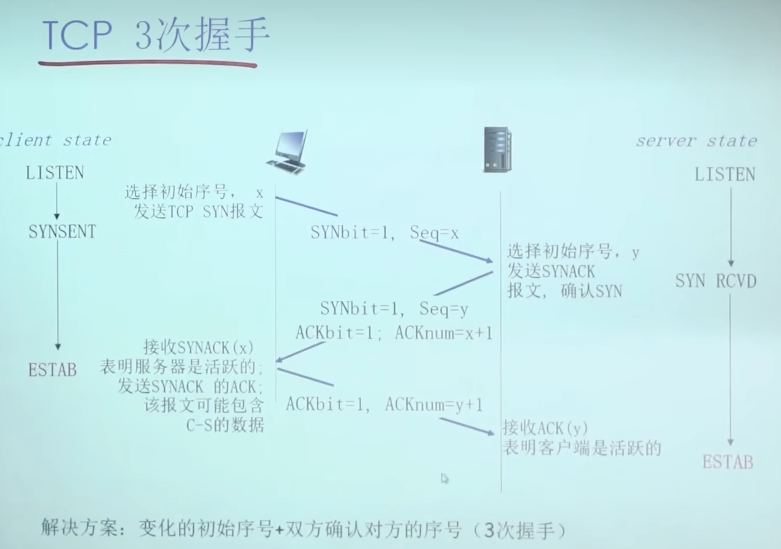 TCP 3次握手
client state
server state
LISTEN
LISTEN
选择初始序号， x
发送TCP SYN报文
SYNSENT
SYNbit=1, Seq=x
选择初始序号，y
发送SYNACK
报文, 确认SYN
SYN RCVD
SYNbit=1, Seq=y
ACKbit=1; ACKnum=x+1
接收SYNACK(x)
表明服务器是活跃的;
发送SYNACK 的ACK;
该报文可能包含
C-S的数据
ESTAB
ACKbit=1, ACKnum=y+1
接收ACK(y)
表明客户端是活跃的
ESTAB
解决方案：变化的初始序号+双方确认对方的序号（3次握手）